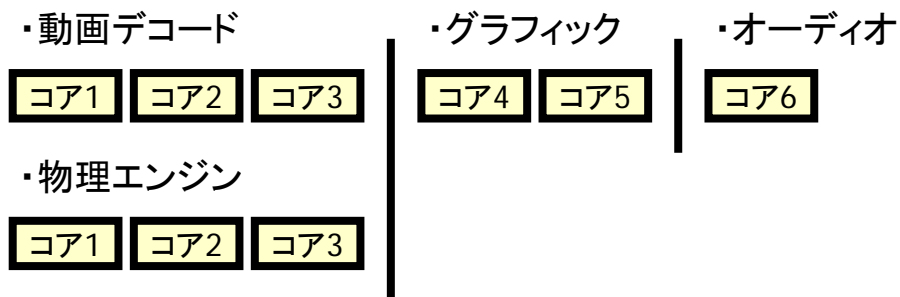 ・動画デコード
コア1 コア2 コア3
・物理エンジン
コア1 コア2 コア3
・グラフィック
コア4 コア5
・オーディオ
コア6